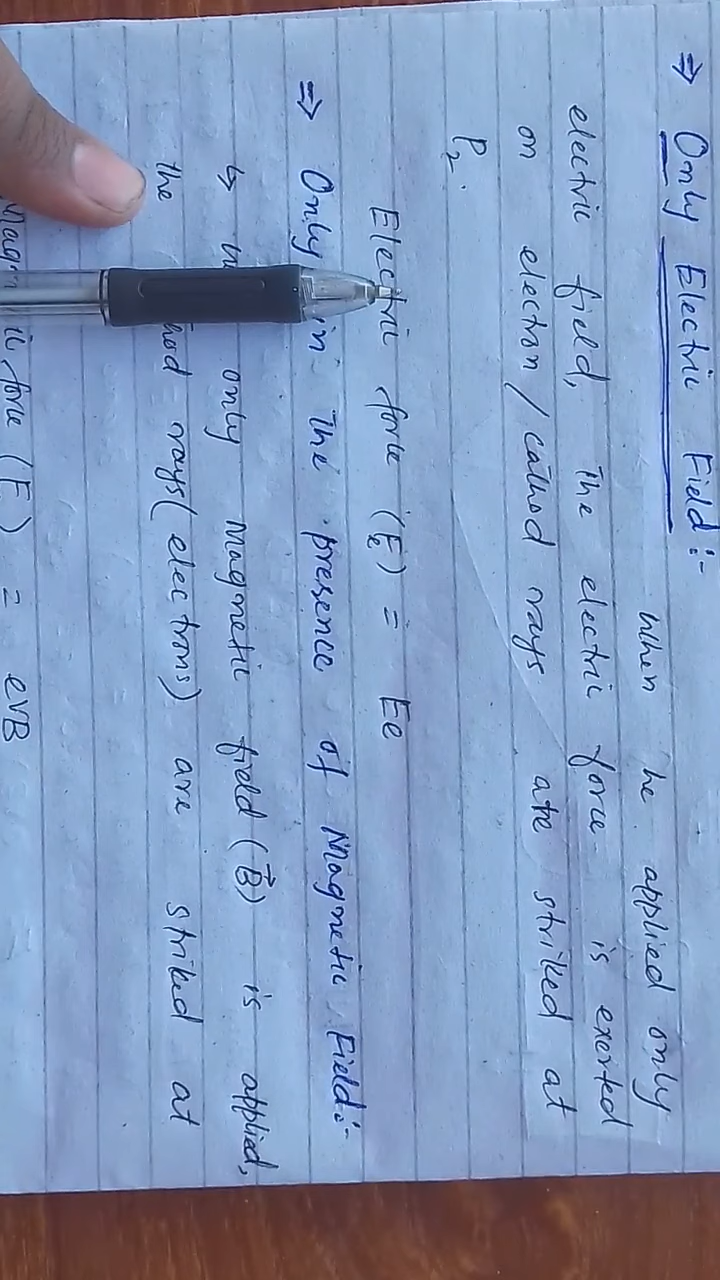 ⇒ Only Electric Field :-
When he applied only
electric field, the electric force is exerted
on electron / cathod rays are striked at
P2.
Electric force (FE) = Ee
⇒ Only in the presence of Magnetic Field :-
↳ only Magnetic field (B⃗) is applied,
the rays (electrons) are striked at
force (F ) = eVB